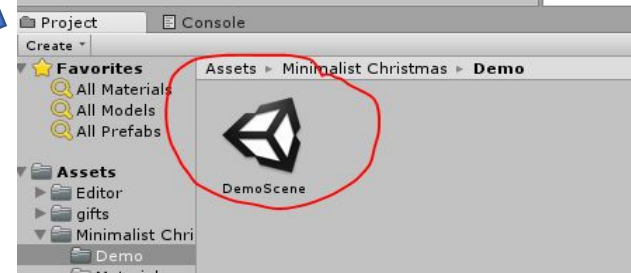 Project
Console
Create
Favorites
All Materials
All Models
All Prefabs
Assets
Editor
gifts
Minimalist Chri
Demo
Assets ▸ Minimalist Christmas ▸ Demo
DemoScene